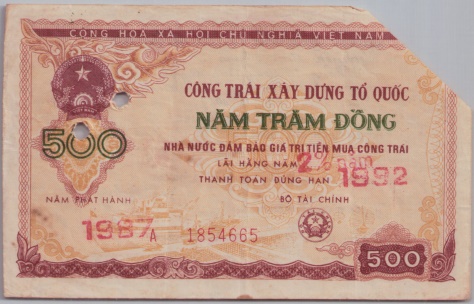 CỘNG HÒA XÃ HỘI CHỦ NGHĨA VIỆT NAM
CÔNG TRÁI XÂY DỰNG TỔ QUỐC
NĂM TRĂM ĐỒNG
500
NHÀ NƯỚC ĐẢM BẢO GIÁ TRỊ TIỀN MUA CÔNG TRÁI
LÃI HÀNG NĂM 2% năm
THANH TOÁN ĐÚNG HẠN 1992
NĂM PHÁT HÀNH
BỘ TÀI CHÍNH
1987 A 1854665
500